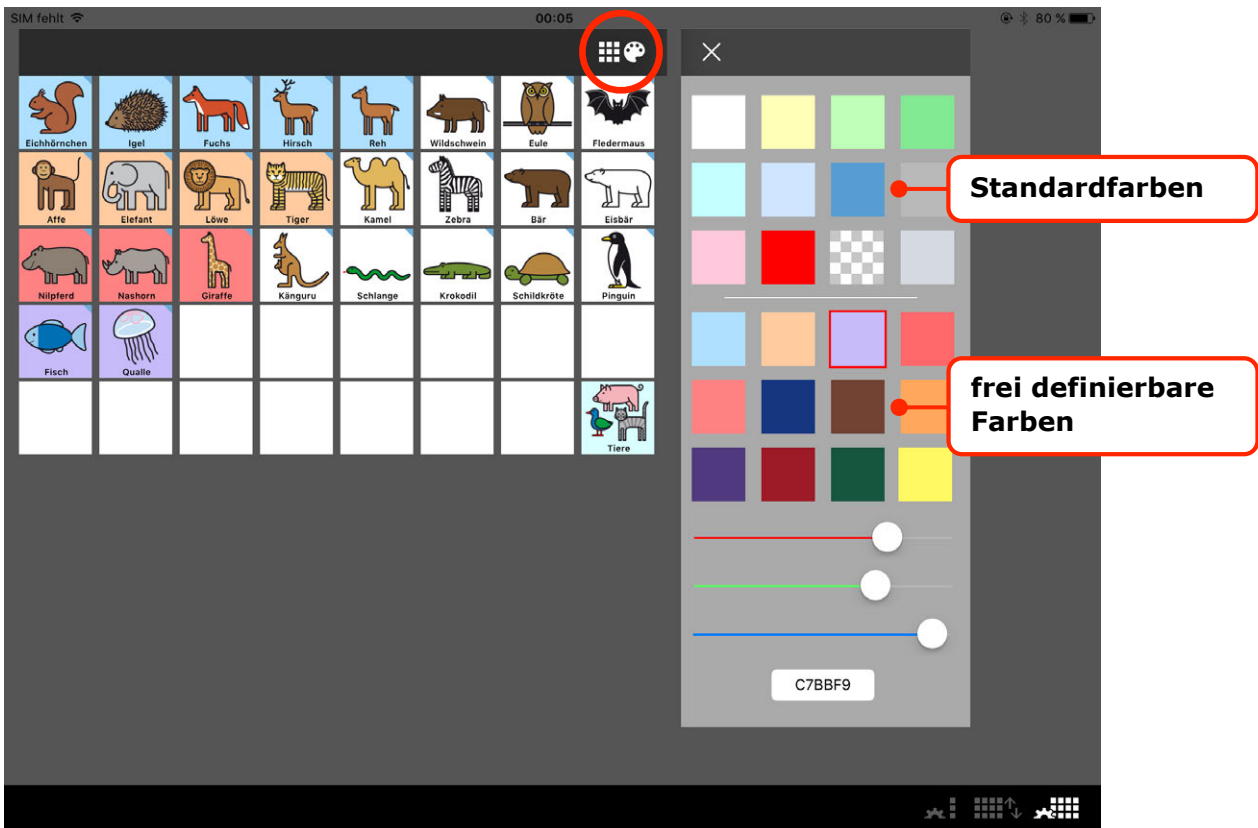 SIM fehlt 00:05 80 %
Eichhörnchen Igel Fuchs Hirsch Reh Wildschwein Eule Fledermaus
Standardfarben
Affe Elefant Löwe Tiger Kamel Zebra Bär Eisbär
Nilpferd Nashorn Giraffe Känguru Schlange Krokodil Schildkröte Pinguin
Fisch Qualle
frei definierbare
Farben
Tiere
C7BBF9